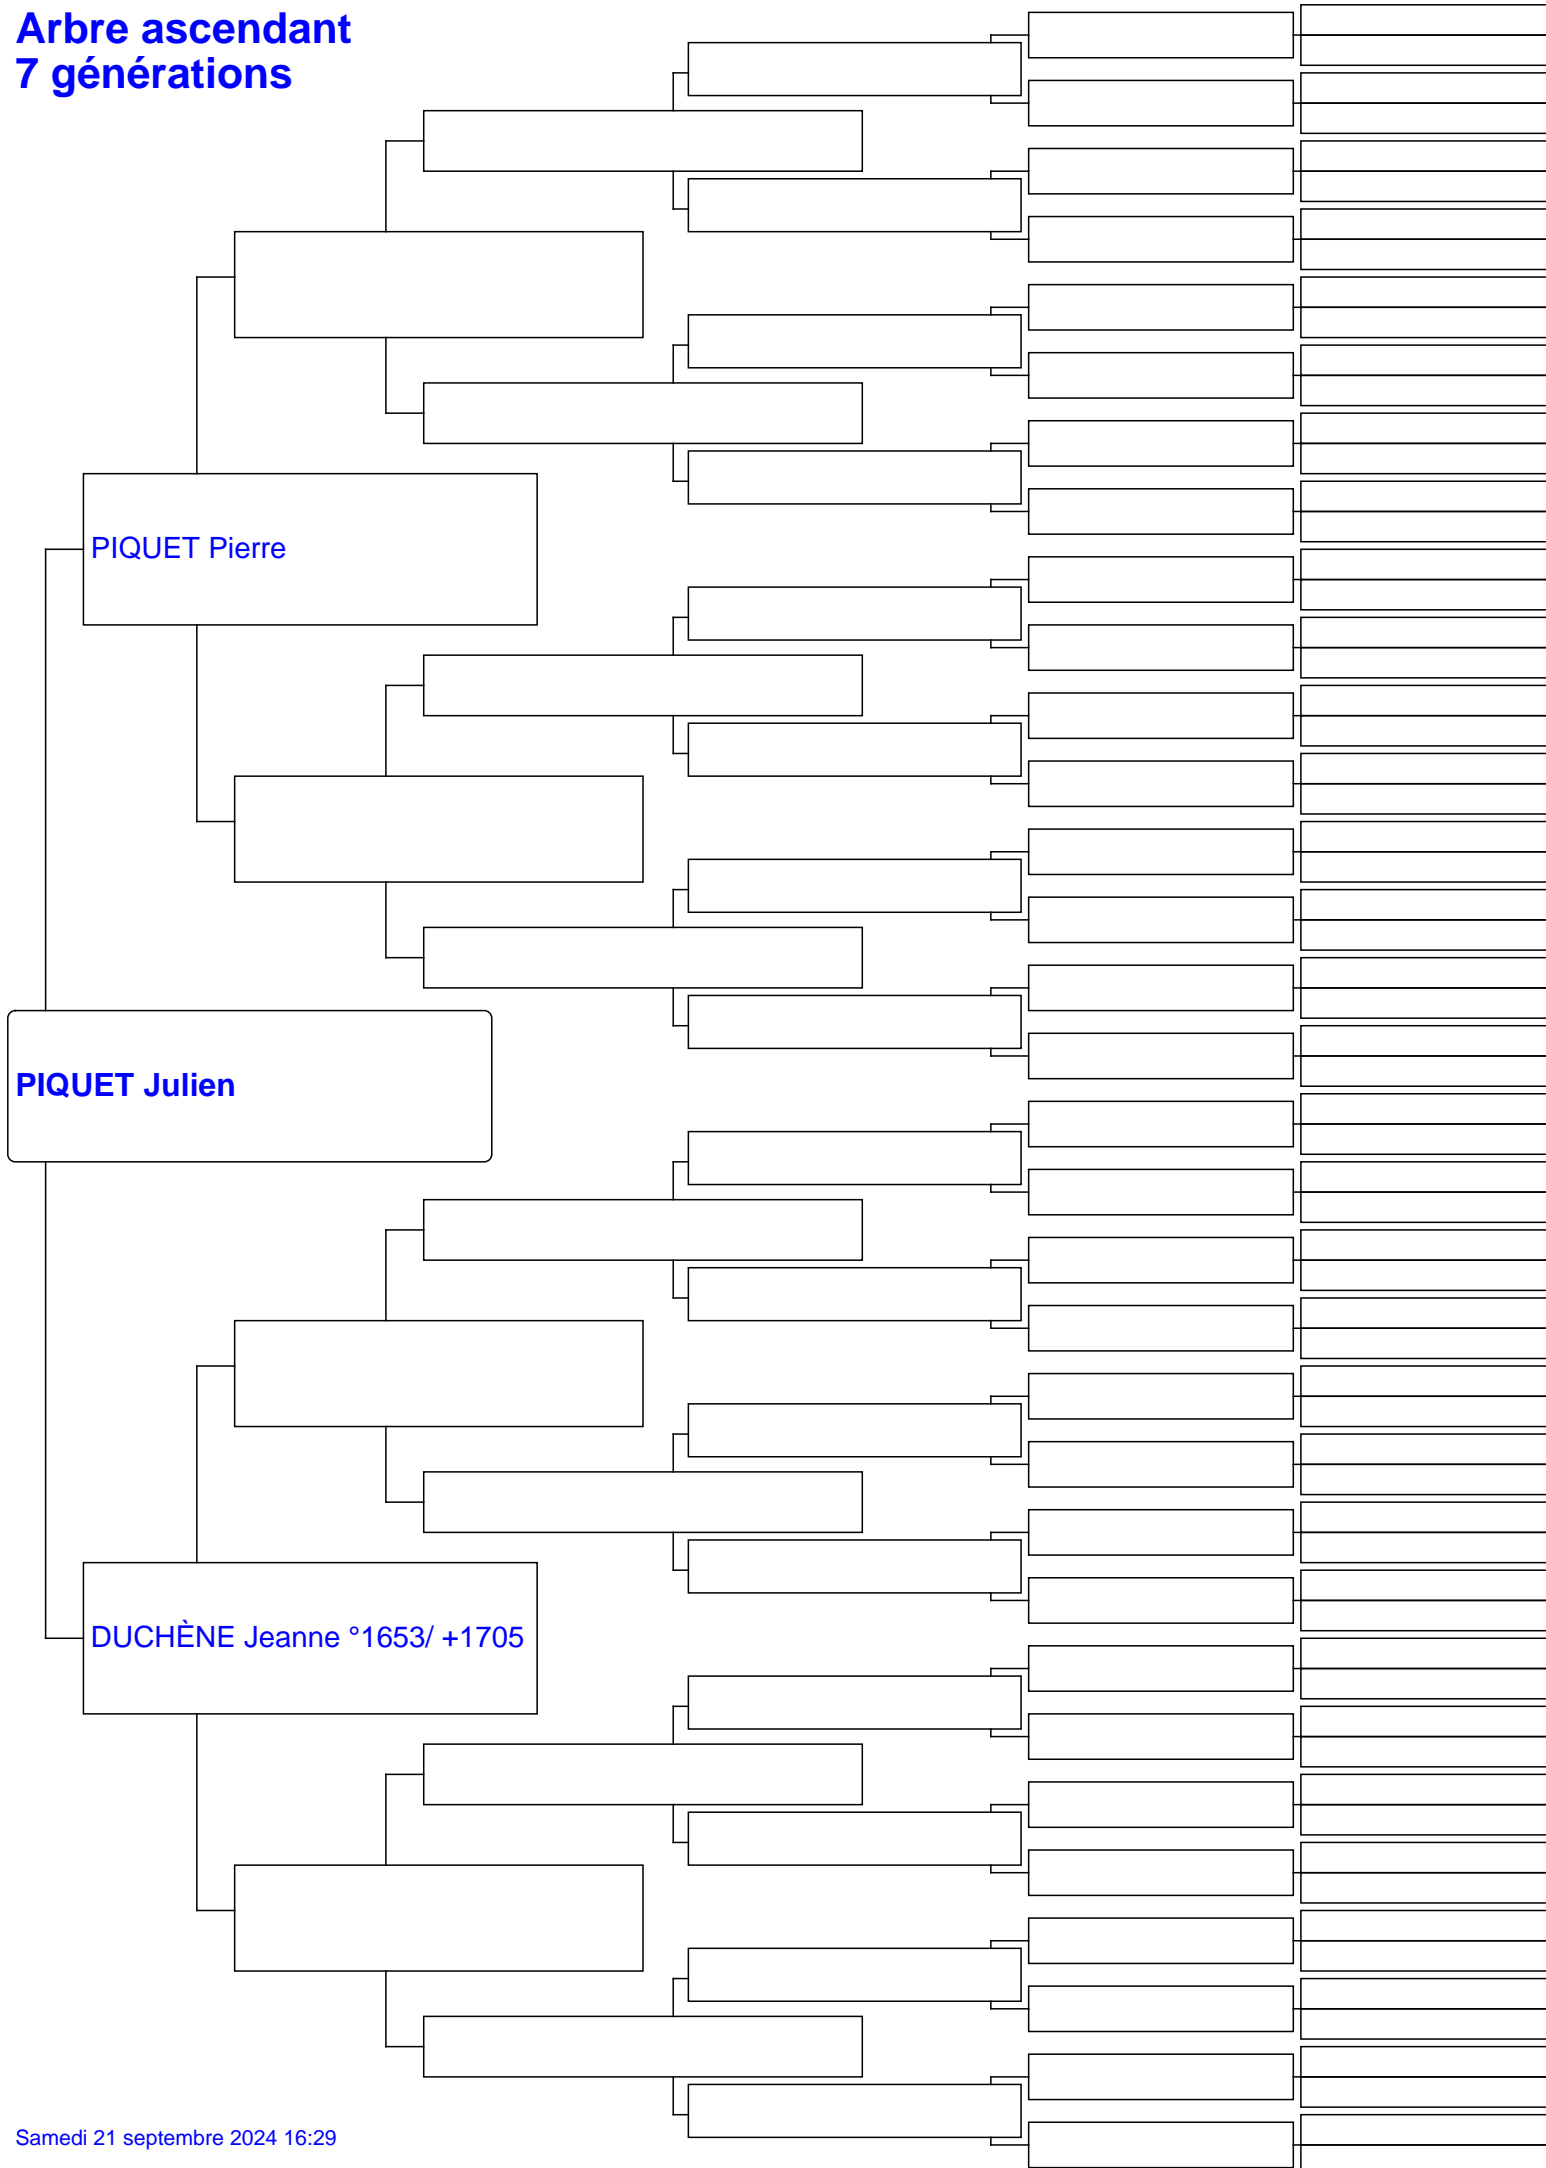 Arbre ascendant
7 générations
PIQUET Pierre
PIQUET Julien
DUCHÈNE Jeanne °1653/ +1705
Samedi 21 septembre 2024 16:29